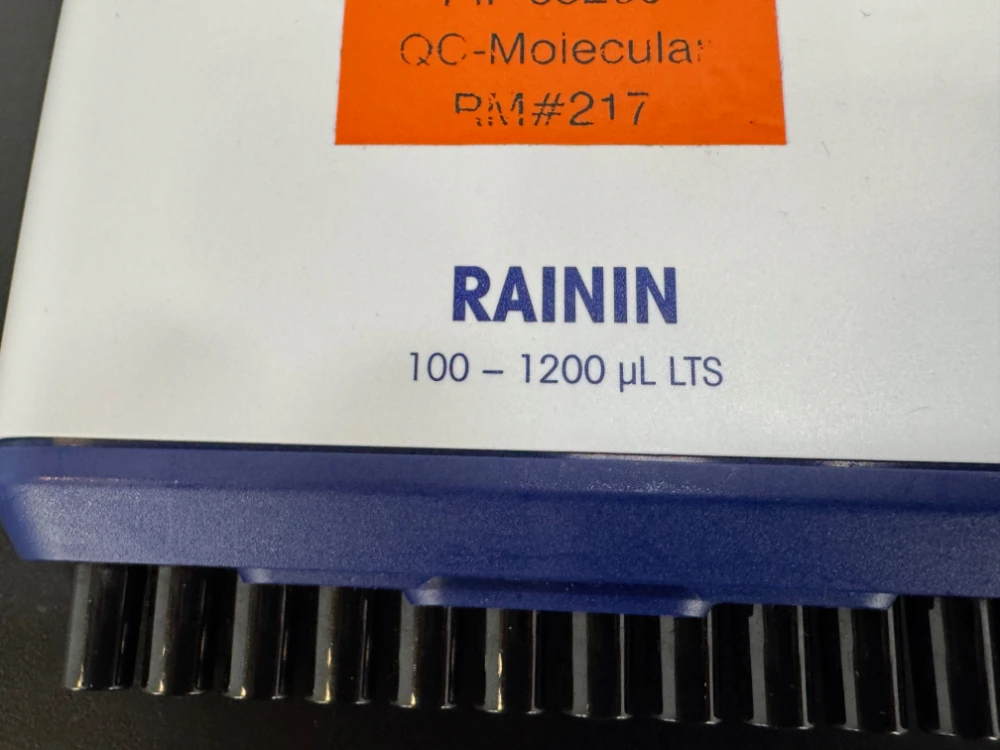 QC-Molecular
RM#217
RAININ
100 – 1200 µL LTS